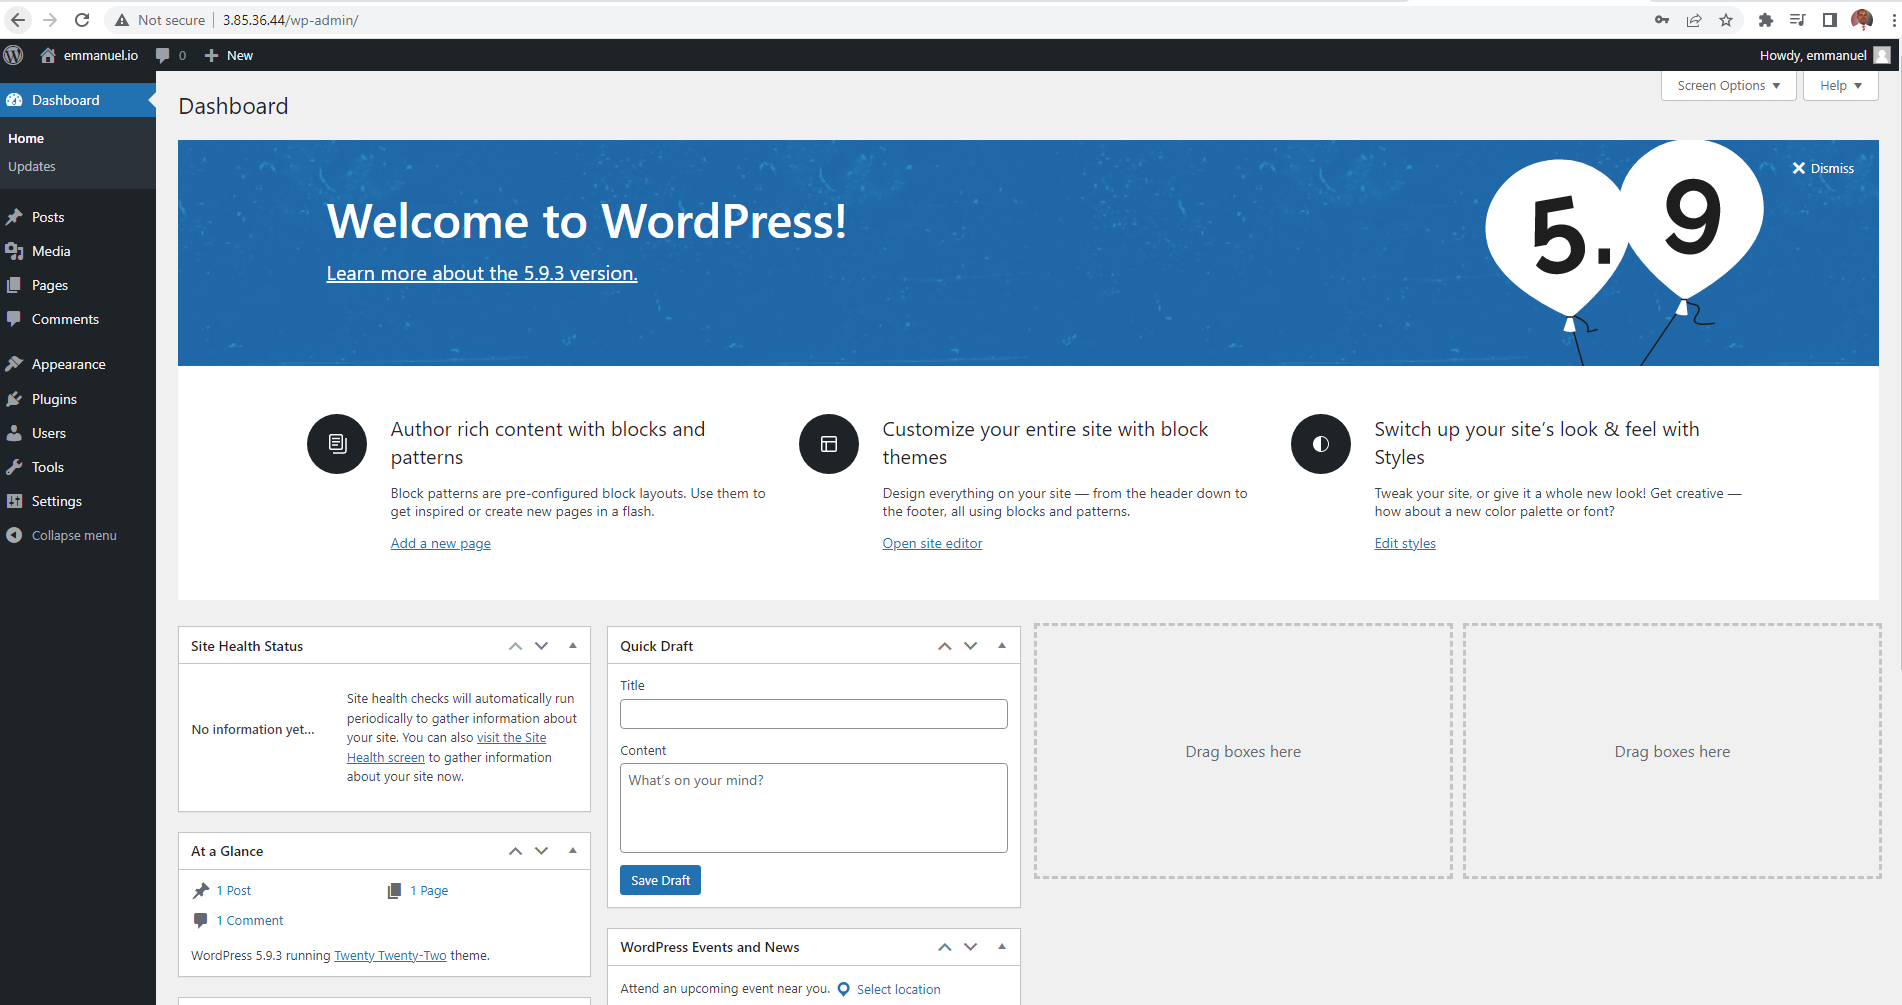 Not secure
3.85.36.44/wp-admin/
emmanuel.io
0
New
Howdy, emmanuel
Dashboard
Home
Updates
Posts
Media
Pages
Comments
Appearance
Plugins
Users
Tools
Settings
Collapse menu
Screen Options
Help
Dashboard
Dismiss
Welcome to WordPress!
Learn more about the 5.9.3 version.
5.9
Author rich content with blocks and
patterns
Block patterns are pre-configured block layouts. Use them to
get inspired or create new pages in a flash.
Add a new page
Customize your entire site with block
themes
Design everything on your site — from the header down to
the footer, all using blocks and patterns.
Open site editor
Switch up your site’s look & feel with
Styles
Tweak your site, or give it a whole new look! Get creative —
how about a new color palette or font?
Edit styles
Site Health Status
No information yet…
Site health checks will automatically run
periodically to gather information about
your site. You can also visit the Site
Health screen to gather information
about your site now.
At a Glance
1 Post
1 Page
1 Comment
WordPress 5.9.3 running Twenty Twenty-Two theme.
Quick Draft
Title
Content
What’s on your mind?
Save Draft
WordPress Events and News
Attend an upcoming event near you.
Select location
Drag boxes here
Drag boxes here